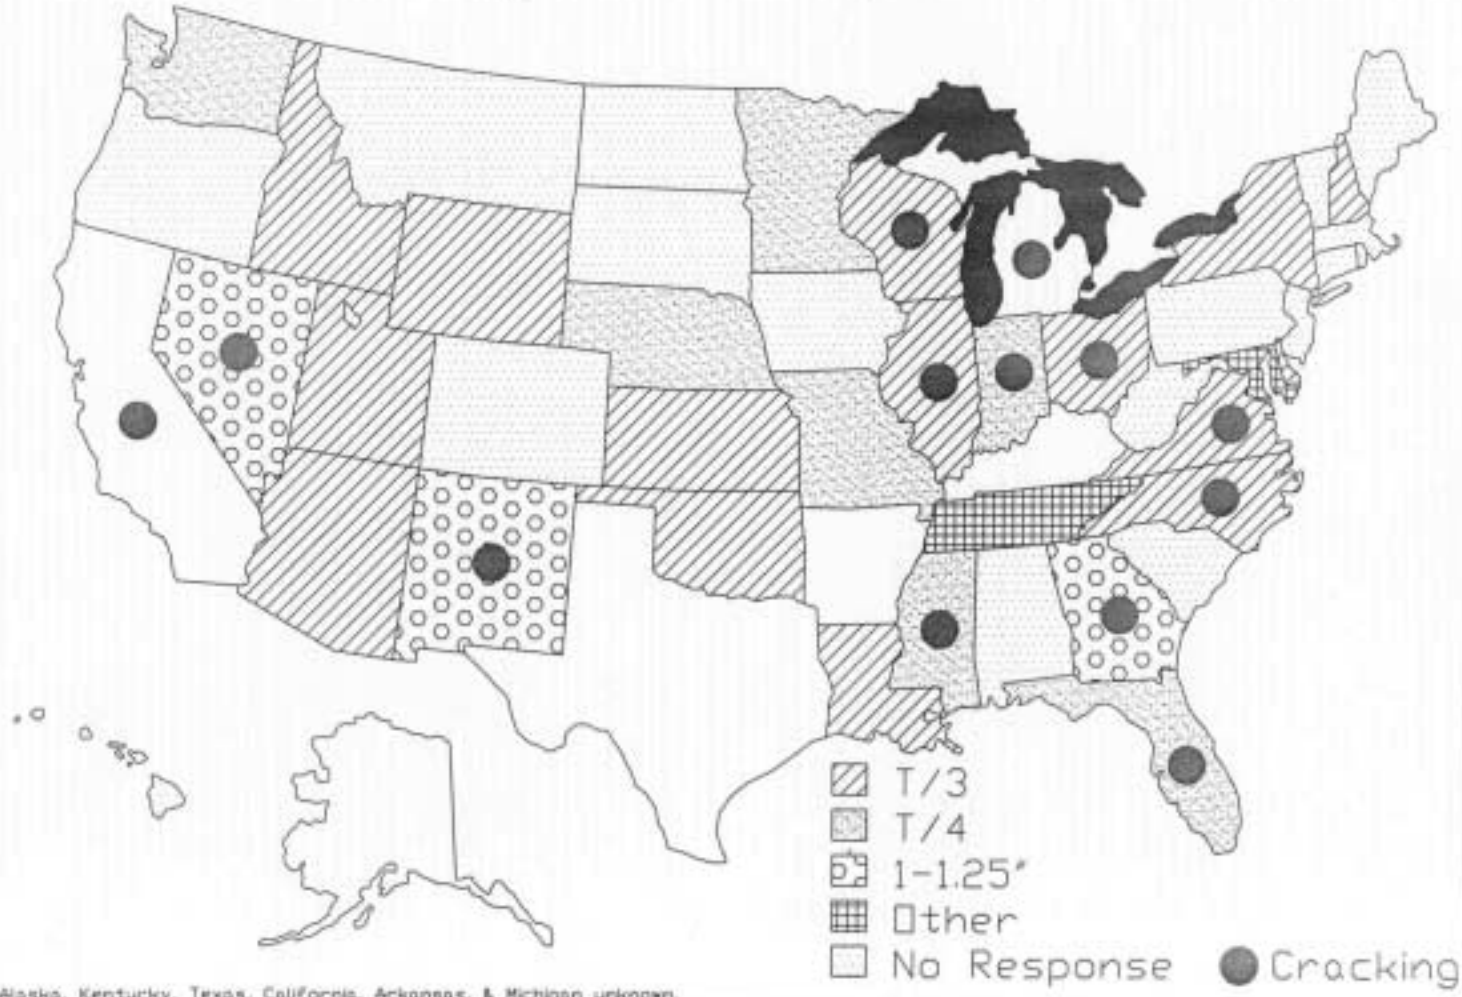 T/3
T/4
1-1.25"
Other
No Response
Cracking
Alaska, Kentucky, Texas, California, Arkansas, & Michigan unknown.